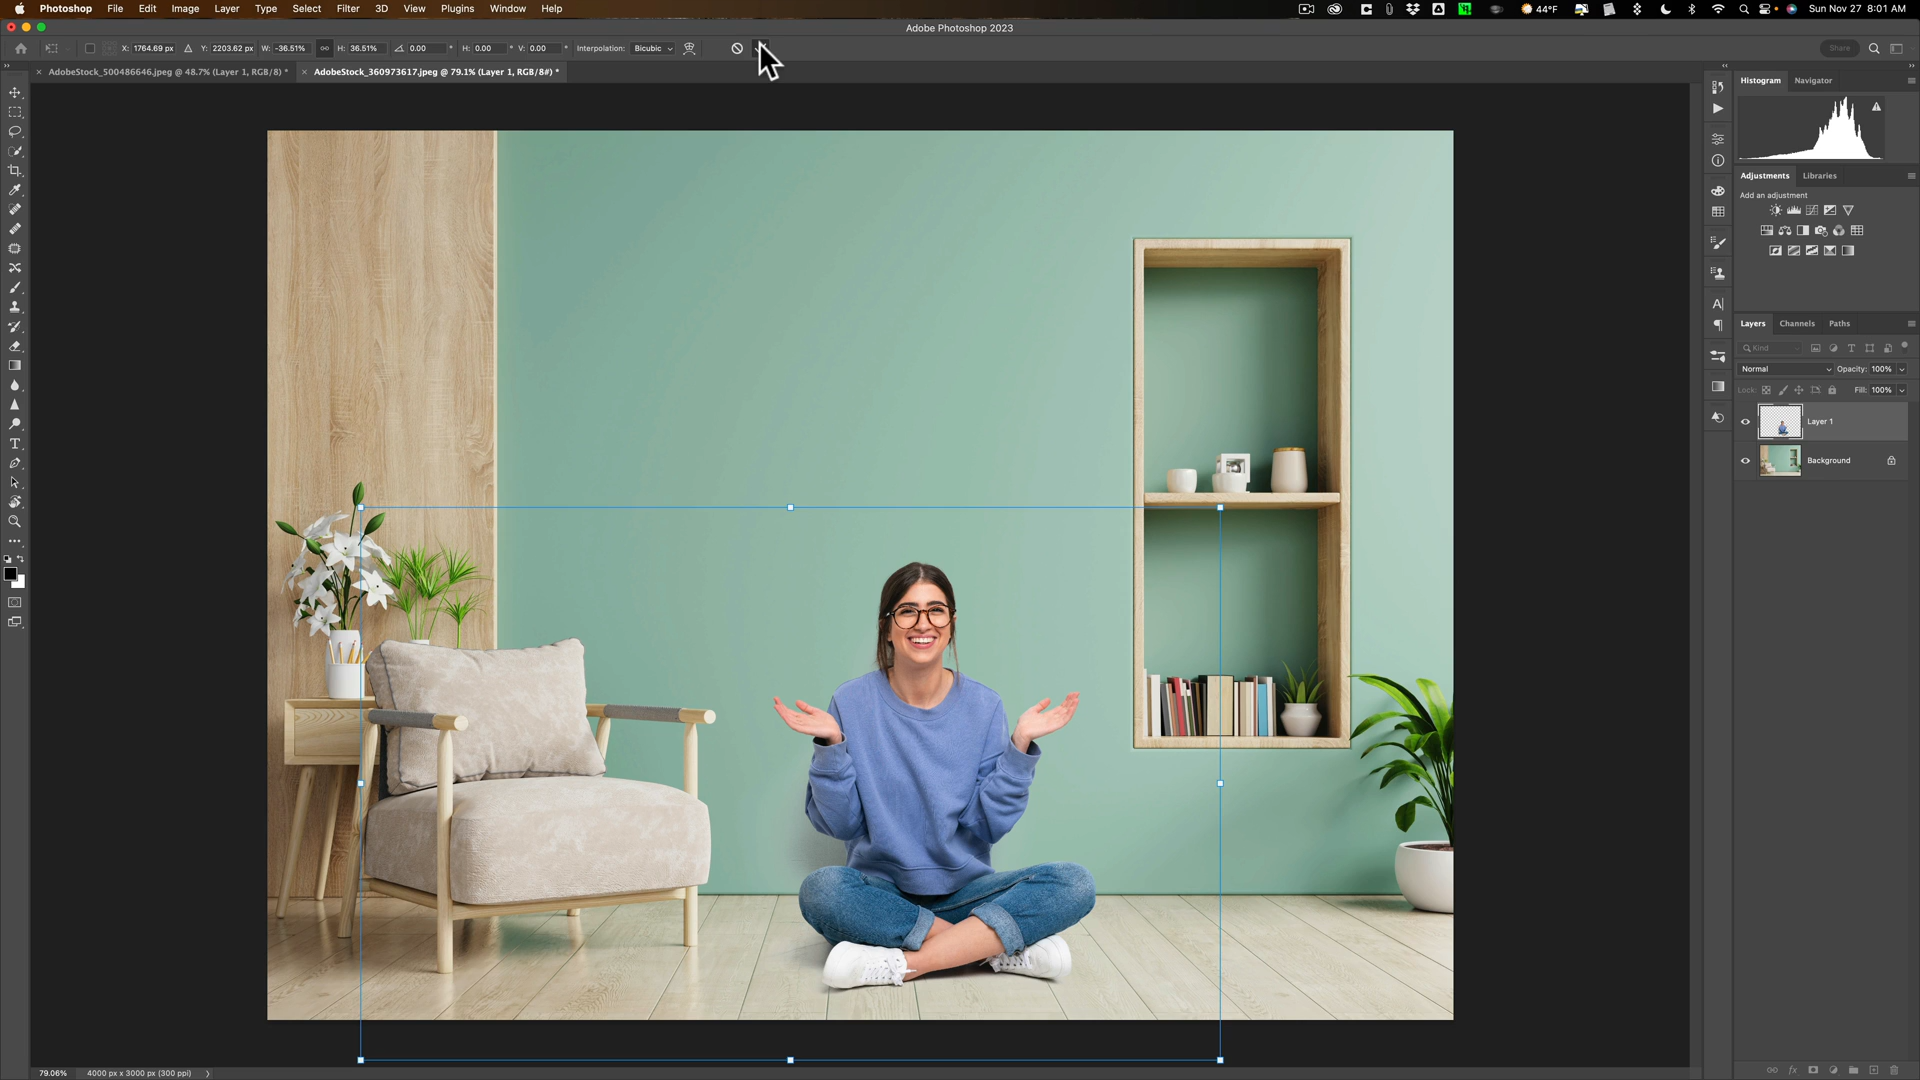 Photoshop File Edit Image Layer Type Select Filter 3D View Plugins Window Help 44°F Sun Nov 27 8:01 AM
Adobe Photoshop 2023
X: 1764.69 px Y: 2203.62 px W: -36.51% H: 36.51% 0.00 ° H: 0.00 ° V: 0.00 ° Interpolation: Bicubic Share
× AdobeStock_500486646.jpeg @ 48.7% (Layer 1, RGB/8) * × AdobeStock_360973617.jpeg @ 79.1% (Layer 1, RGB/8#) *
Histogram Navigator
Adjustments Libraries
Add an adjustment
Layers Channels Paths
Kind
Normal Opacity: 100%
Lock: Fill: 100%
Layer 1
Background
79.06% 4000 px x 3000 px (300 ppi)